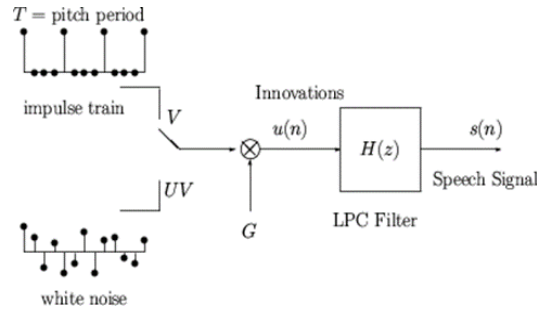 T = pitch period
impulse train
V
Innovations
u(n)
H(z)
s(n)
Speech Signal
UV
G
LPC Filter
white noise